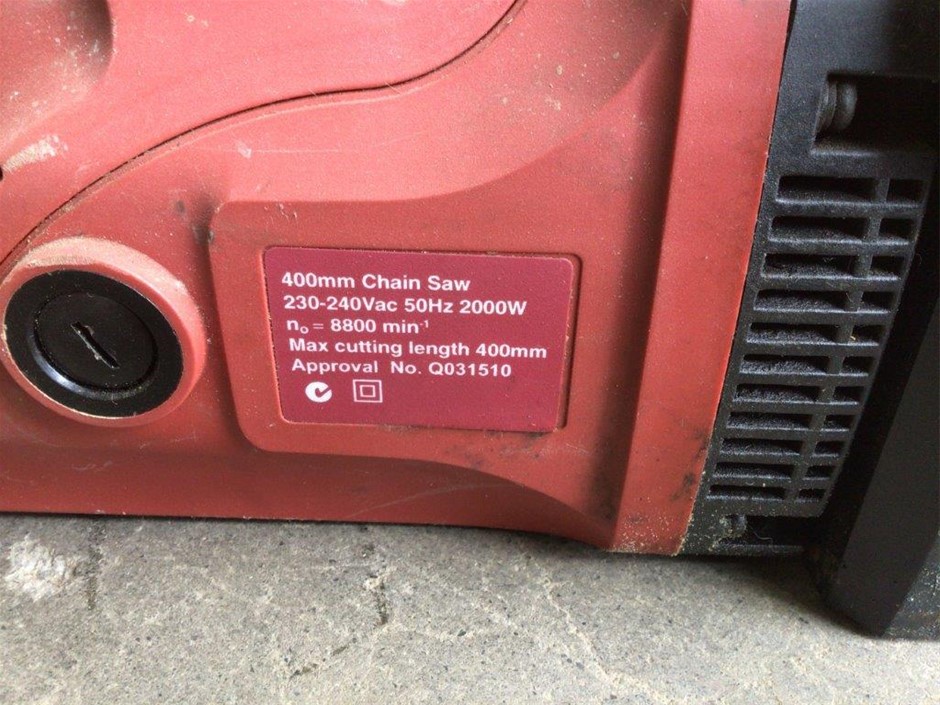 400mm Chain Saw
230-240Vac 50Hz 2000W
nₒ = 8800 min⁻¹
Max cutting length 400mm
Approval No. Q031510